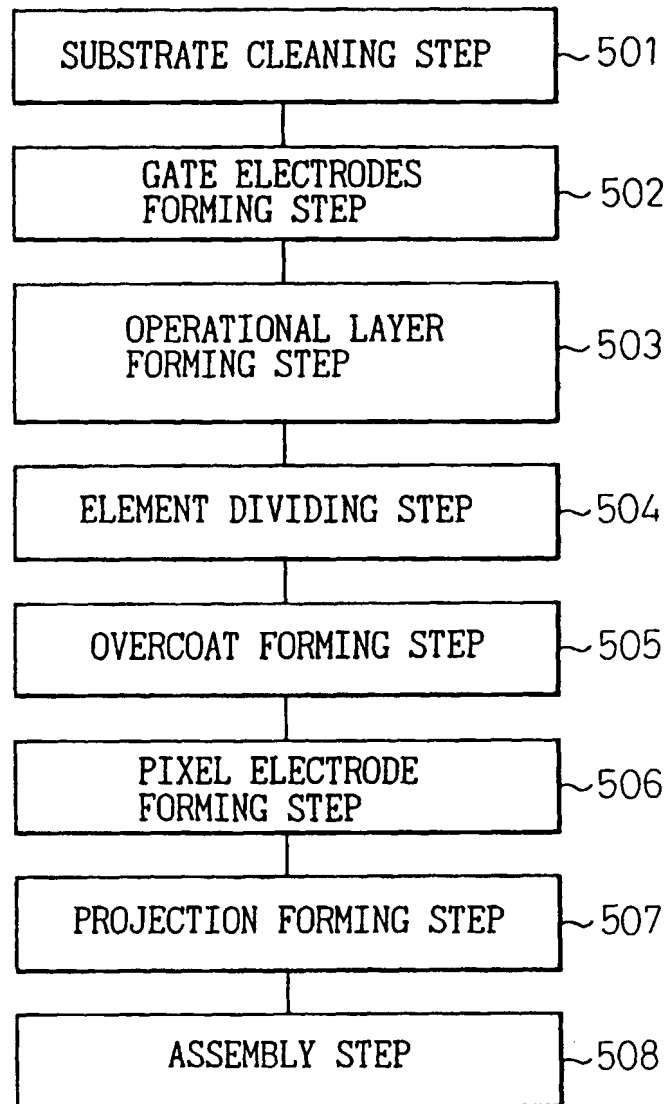 SUBSTRATE CLEANING STEP ~501
GATE ELECTRODES ~502
FORMING STEP
OPERATIONAL LAYER ~503
FORMING STEP
ELEMENT DIVIDING STEP ~504
OVERCOAT FORMING STEP ~505
PIXEL ELECTRODE ~506
FORMING STEP
PROJECTION FORMING STEP ~507
ASSEMBLY STEP ~508